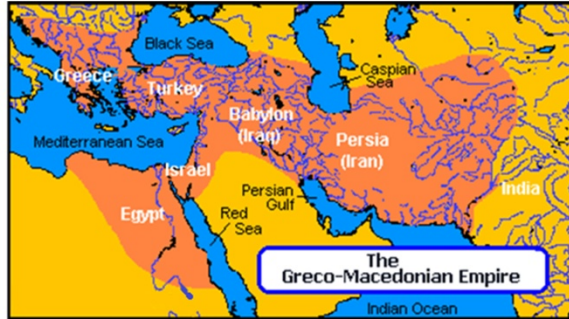 Black Sea
Greece
Turkey
Caspian
Sea
Babylon
(Iran)
Persia
(Iran)
Mediterranean Sea
Israel
India
Persian
Gulf
Egypt
Red
Sea
The
Greco-Macedonian Empire
Indian Ocean